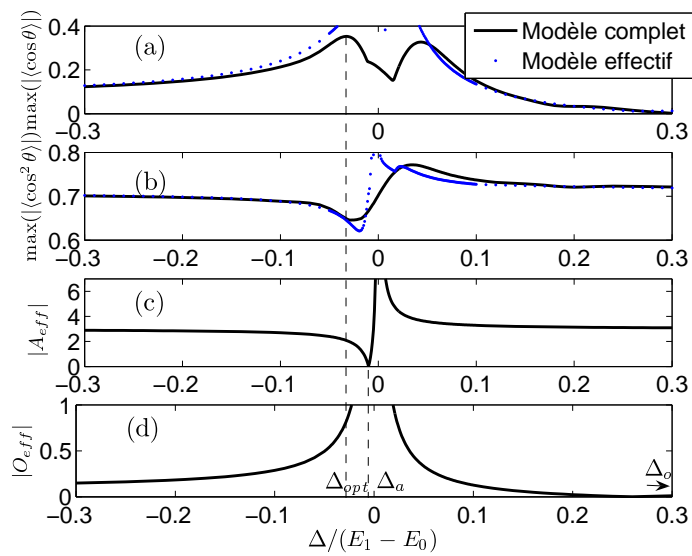 Modèle complet
Modèle effectif
(a)
max(|⟨cos θ⟩|)
0.4
0.2
0
−0.3 0 0.3
(b)
max(|⟨cos² θ⟩|)
0.8
0.7
0.6
−0.3 −0.2 −0.1 0 0.1 0.2 0.3
(c)
|A_eff|
6
4
2
0
−0.3 −0.2 −0.1 0 0.1 0.2 0.3
(d)
|O_eff|
1
0.5
0
Δ_opt Δ_a Δ_o
−0.3 −0.2 −0.1 0 0.1 0.2 0.3
Δ/(E₁ − E₀)